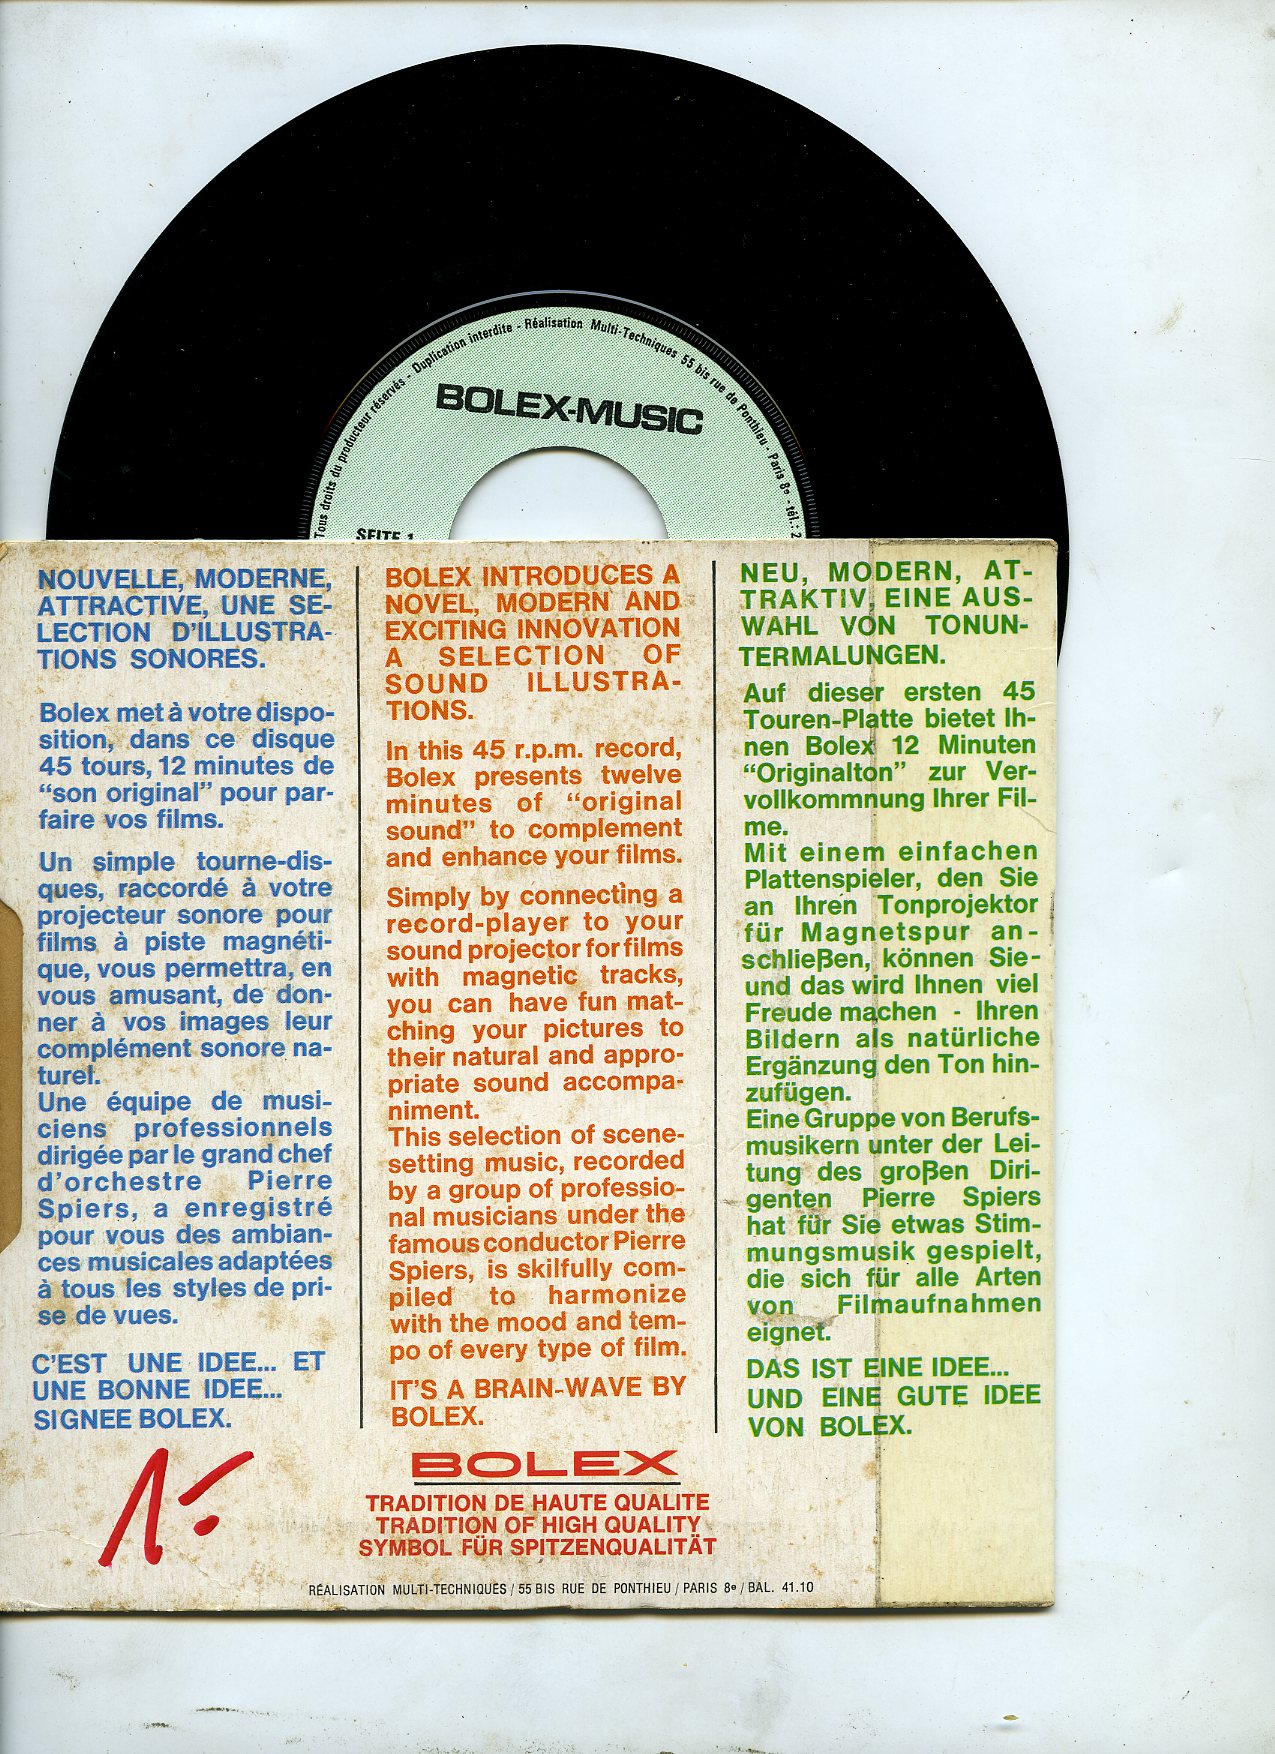 Tous droits du producteur réservés - Duplication interdite - Réalisation Multi-Techniques 55 bis rue de Ponthieu - Paris 8e - tél.: 2
BOLEX-MUSIC
SEITE 1
NOUVELLE, MODERNE,
ATTRACTIVE, UNE SE-
LECTION D'ILLUSTRA-
TIONS SONORES.
Bolex met à votre dispo-
sition, dans ce disque
45 tours, 12 minutes de
“son original” pour par-
faire vos films.
Un simple tourne-dis-
ques, raccordé à votre
projecteur sonore pour
films à piste magnéti-
que, vous permettra, en
vous amusant, de don-
ner à vos images leur
complément sonore na-
turel.
Une équipe de musi-
ciens professionnels
dirigée par le grand chef
d'orchestre Pierre
Spiers, a enregistré
pour vous des ambian-
ces musicales adaptées
à tous les styles de pri-
se de vues.
C'EST UNE IDEE... ET
UNE BONNE IDEE...
SIGNEE BOLEX.
BOLEX INTRODUCES A
NOVEL, MODERN AND
EXCITING INNOVATION
A SELECTION OF
SOUND ILLUSTRA-
TIONS.
In this 45 r.p.m. record,
Bolex presents twelve
minutes of “original
sound” to complement
and enhance your films.
Simply by connecting a
record-player to your
sound projector for films
with magnetic tracks,
you can have fun mat-
ching your pictures to
their natural and appro-
priate sound accompa-
niment.
This selection of scene-
setting music, recorded
by a group of professio-
nal musicians under the
famous conductor Pierre
Spiers, is skilfully com-
piled to harmonize
with the mood and tem-
po of every type of film.
IT'S A BRAIN-WAVE BY
BOLEX.
NEU, MODERN, AT-
TRAKTIV, EINE AUS-
WAHL VON TONUN-
TERMALUNGEN.
Auf dieser ersten 45
Touren-Platte bietet Ih-
nen Bolex 12 Minuten
“Originalton” zur Ver-
vollkommnung Ihrer Fil-
me.
Mit einem einfachen
Plattenspieler, den Sie
an Ihren Tonprojektor
für Magnetspur an-
schließen, können Sie-
und das wird Ihnen viel
Freude machen - Ihren
Bildern als natürliche
Ergänzung den Ton hin-
zufügen.
Eine Gruppe von Berufs-
musikern unter der Lei-
tung des großen Diri-
genten Pierre Spiers
hat für Sie etwas Stim-
mungsmusik gespielt,
die sich für alle Arten
von Filmaufnahmen
eignet.
DAS IST EINE IDEE...
UND EINE GUTE IDEE
VON BOLEX.
1.-
BOLEX
TRADITION DE HAUTE QUALITE
TRADITION OF HIGH QUALITY
SYMBOL FÜR SPITZENQUALITÄT
RÉALISATION MULTI-TECHNIQUES / 55 BIS RUE DE PONTHIEU / PARIS 8e / BAL. 41.10